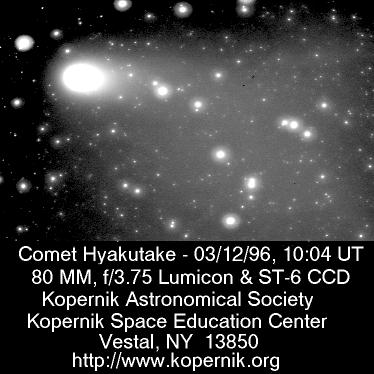 Comet Hyakutake - 03/12/96, 10:04 UT
80 MM, f/3.75 Lumicon & ST-6 CCD
Kopernik Astronomical Society
Kopernik Space Education Center
Vestal, NY 13850
http://www.kopernik.org